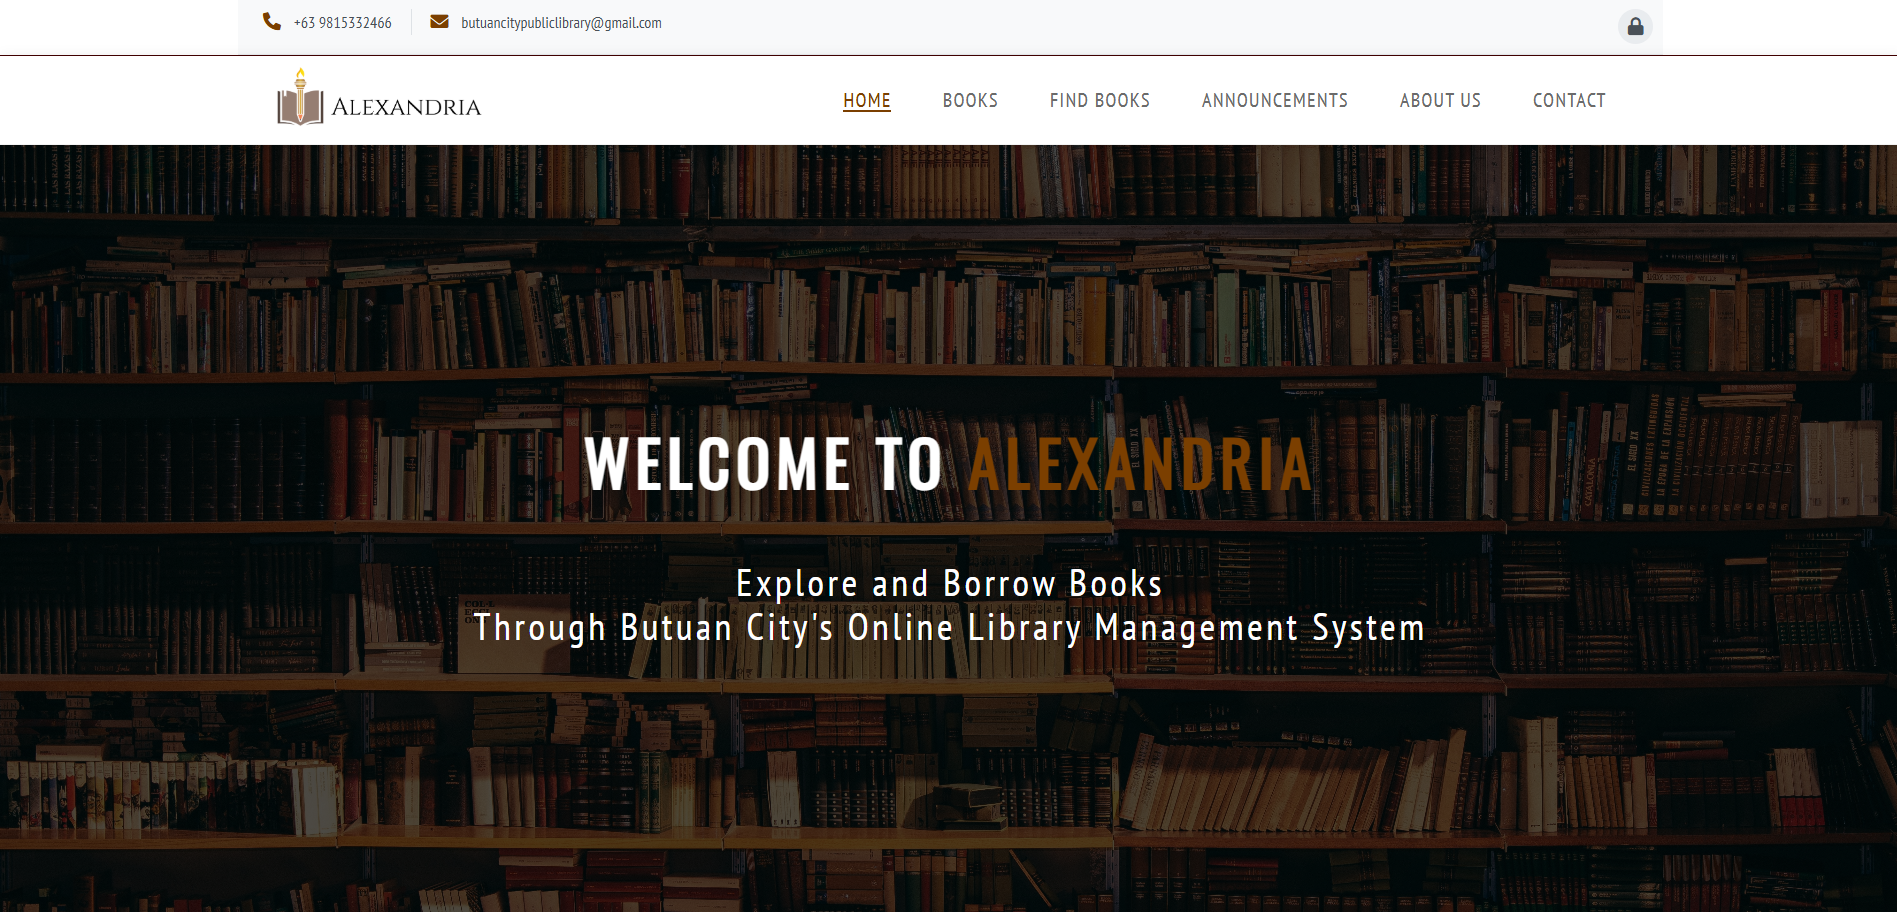 +63 9815332466
butuancitypubliclibrary@gmail.com
ALEXANDRIA
HOME
BOOKS
FIND BOOKS
ANNOUNCEMENTS
ABOUT US
CONTACT
WELCOME TO ALEXANDRIA
Explore and Borrow Books
Through Butuan City's Online Library Management System